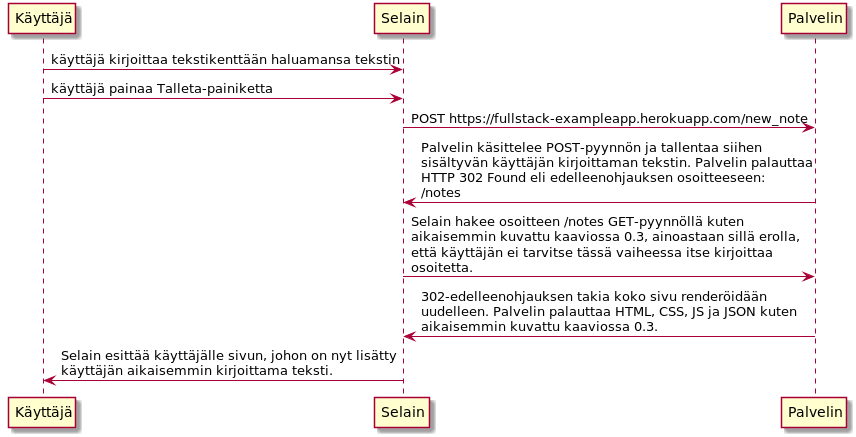 Käyttäjä Selain Palvelin
käyttäjä kirjoittaa tekstikenttään haluamansa tekstin
käyttäjä painaa Talleta-painiketta
POST https://fullstack-exampleapp.herokuapp.com/new_note
Palvelin käsittelee POST-pyynnön ja tallentaa siihen
sisältyvän käyttäjän kirjoittaman tekstin. Palvelin palauttaa
HTTP 302 Found eli edelleenohjauksen osoitteeseen:
/notes
Selain hakee osoitteen /notes GET-pyynnöllä kuten
aikaisemmin kuvattu kaaviossa 0.3, ainoastaan sillä erolla,
että käyttäjän ei tarvitse tässä vaiheessa itse kirjoittaa
osoitetta.
302-edelleenohjauksen takia koko sivu renderöidään
uudelleen. Palvelin palauttaa HTML, CSS, JS ja JSON kuten
aikaisemmin kuvattu kaaviossa 0.3.
Selain esittää käyttäjälle sivun, johon on nyt lisätty
käyttäjän aikaisemmin kirjoittama teksti.
Käyttäjä Selain Palvelin